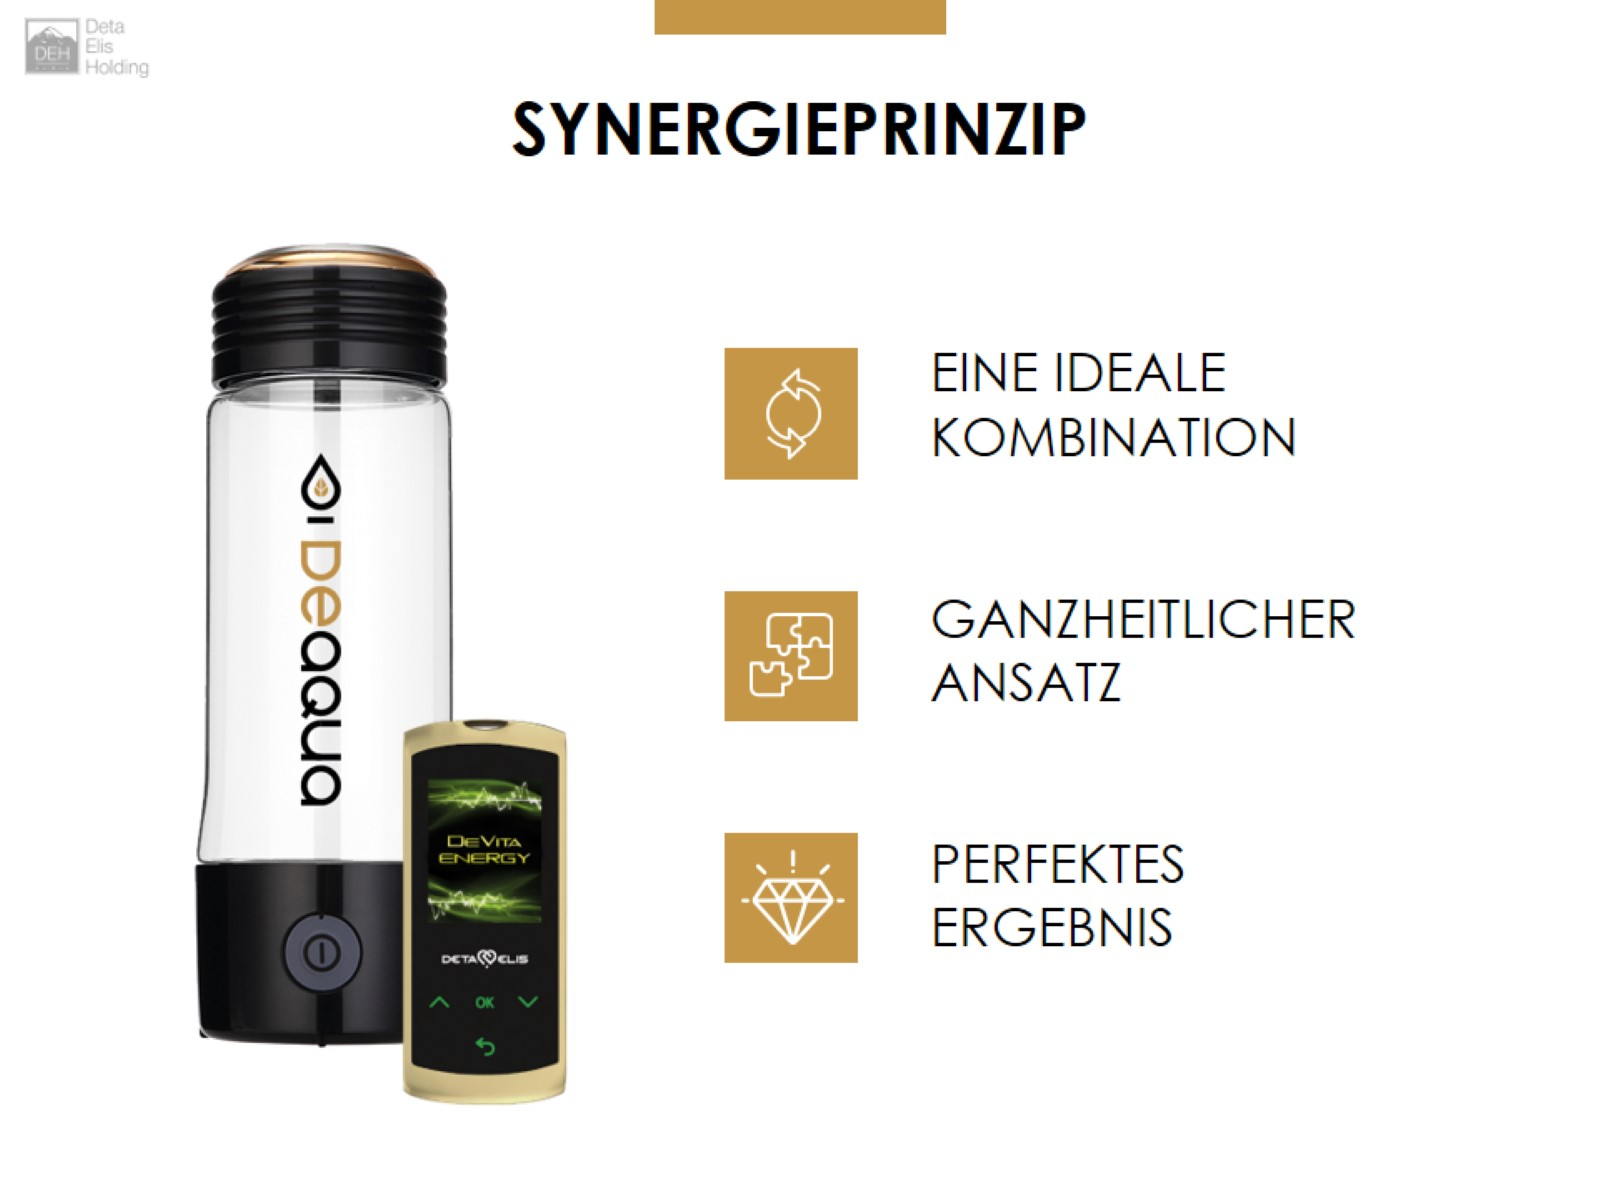 DEH
Deta
Elis
Holding
SYNERGIEPRINZIP
DeaQua
DEVITA
ENERGY
DETA ELIS
OK
EINE IDEALE
KOMBINATION
GANZHEITLICHER
ANSATZ
PERFEKTES
ERGEBNIS